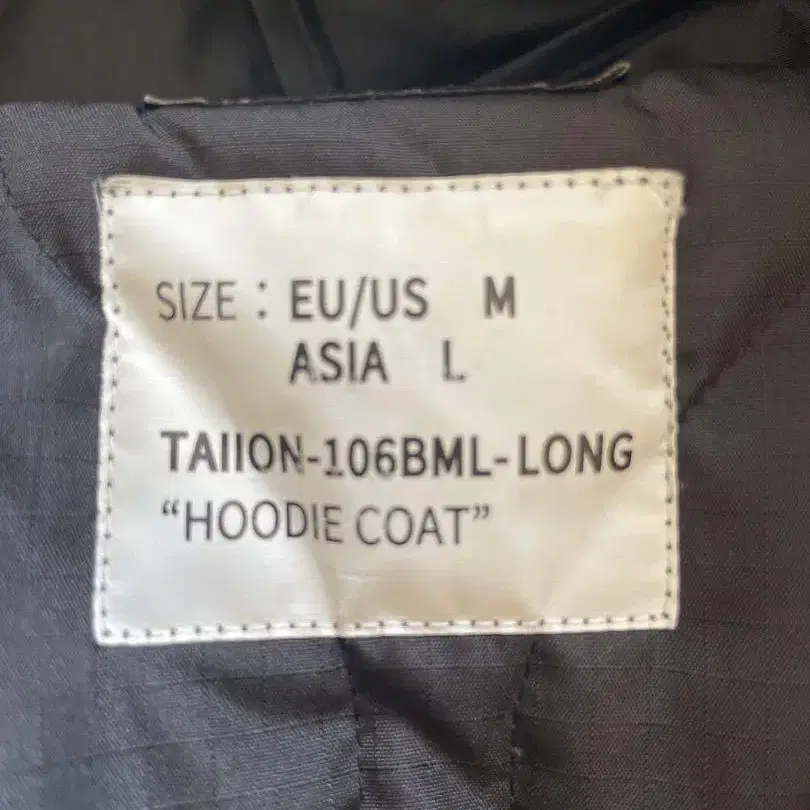 SIZE : EU/US M
ASIA L
TAIION-106BML-LONG
“HOODIE COAT”